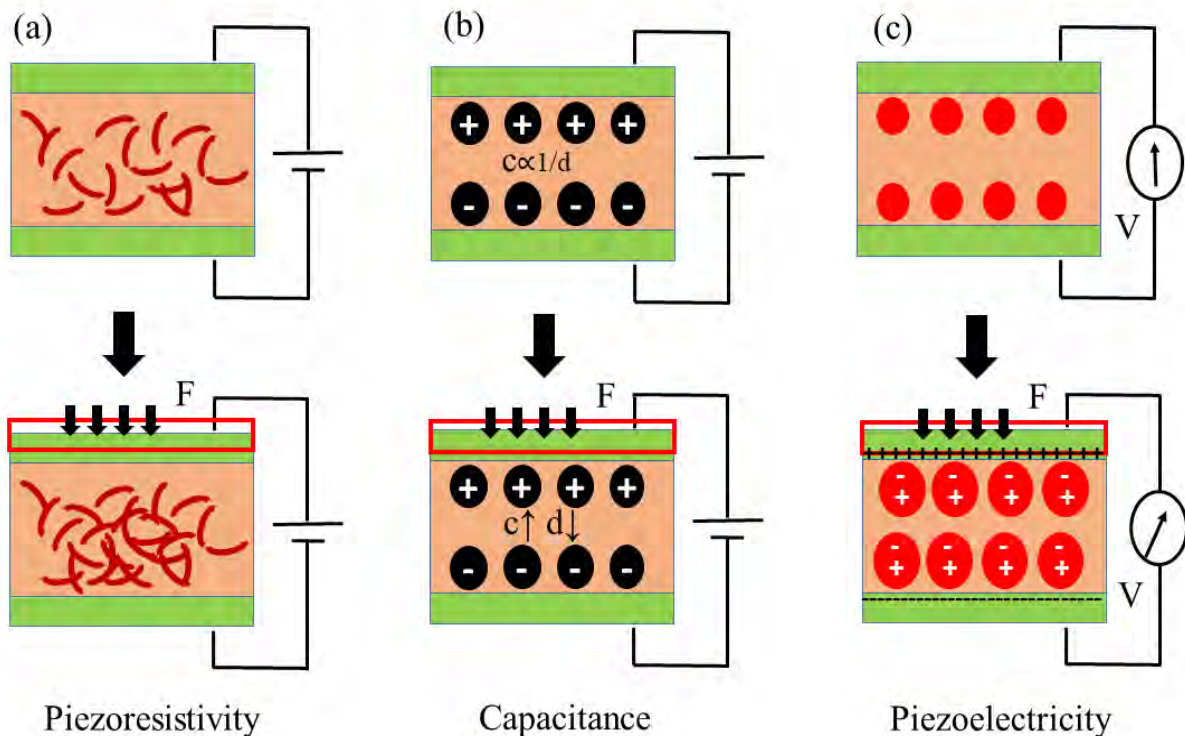 (a)
(b)
(c)
+ + + +
c∝1/d
- - - -
V
F
F
F
+ + + +
c↑ d↓
- - - -
- - - -
+ + + +
- - - -
+ + + +
V
Piezoresistivity
Capacitance
Piezoelectricity